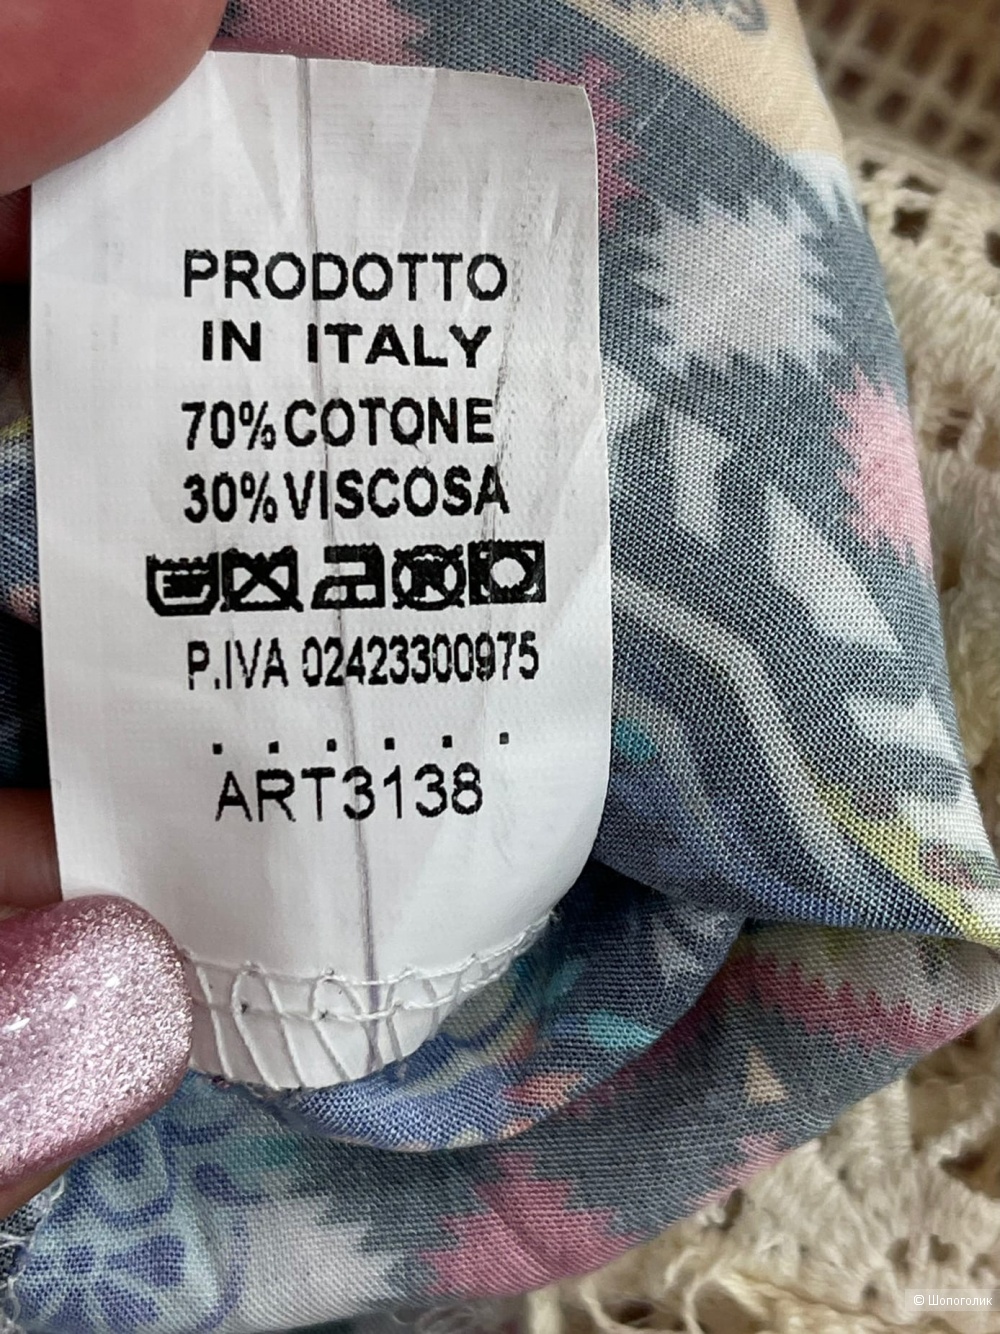 PRODOTTO
IN ITALY
70% COTONE
30% VISCOSA
P.IVA 02423300975
......
ART3138
© Шопоголик